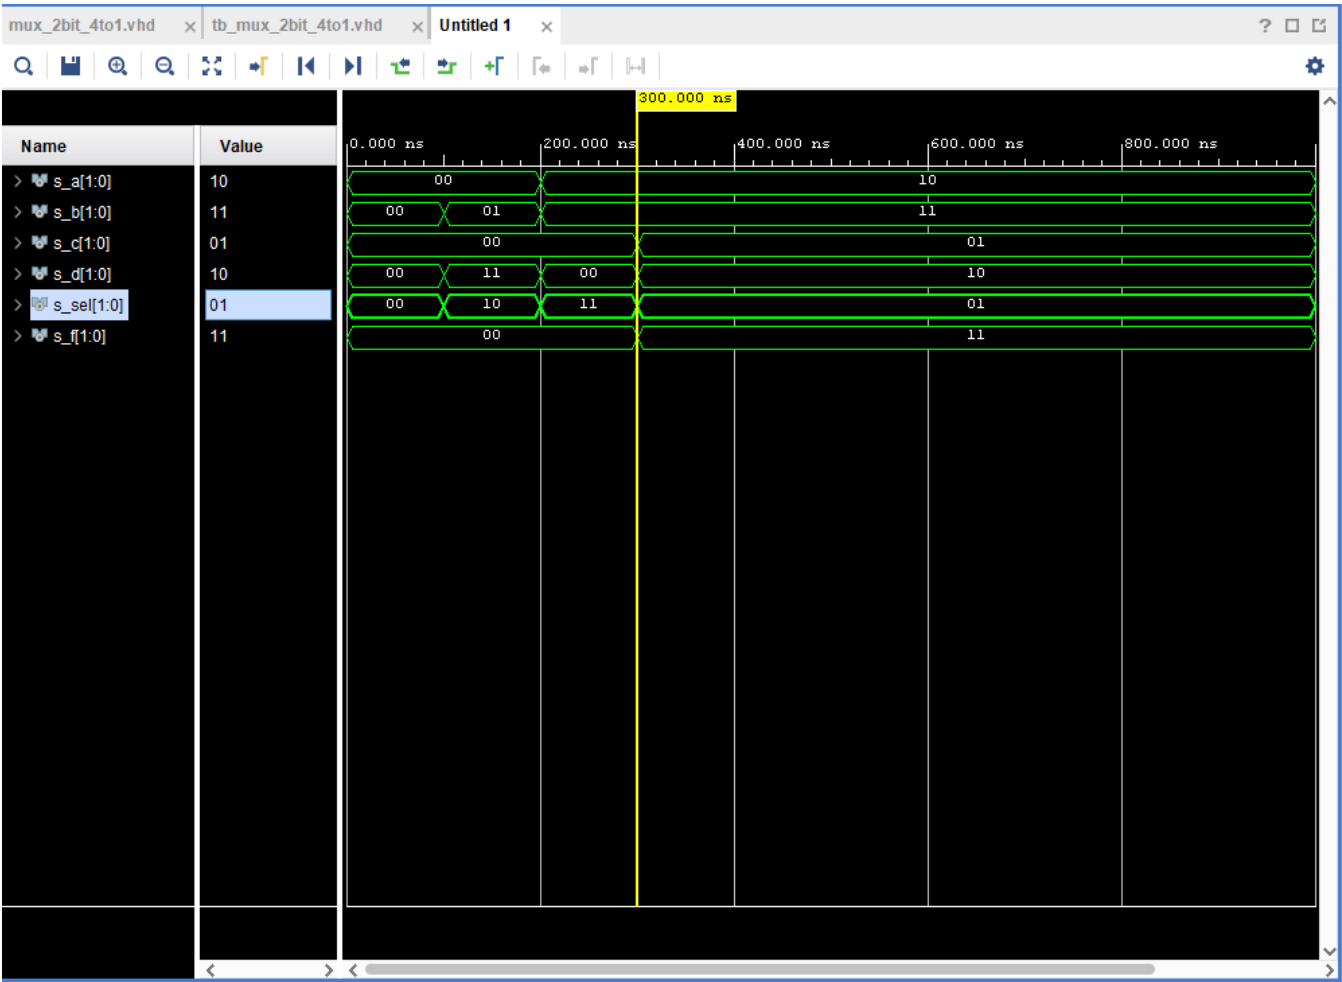 mux_2bit_4to1.vhd × tb_mux_2bit_4to1.vhd × Untitled 1 × ?
300.000 ns
Name Value 0.000 ns 200.000 ns 400.000 ns 600.000 ns 800.000 ns
> s_a[1:0] 10 00 10
> s_b[1:0] 11 00 01 11
> s_c[1:0] 01 00 01
> s_d[1:0] 10 00 11 00 10
> s_sel[1:0] 01 00 10 11 01
> s_f[1:0] 11 00 11